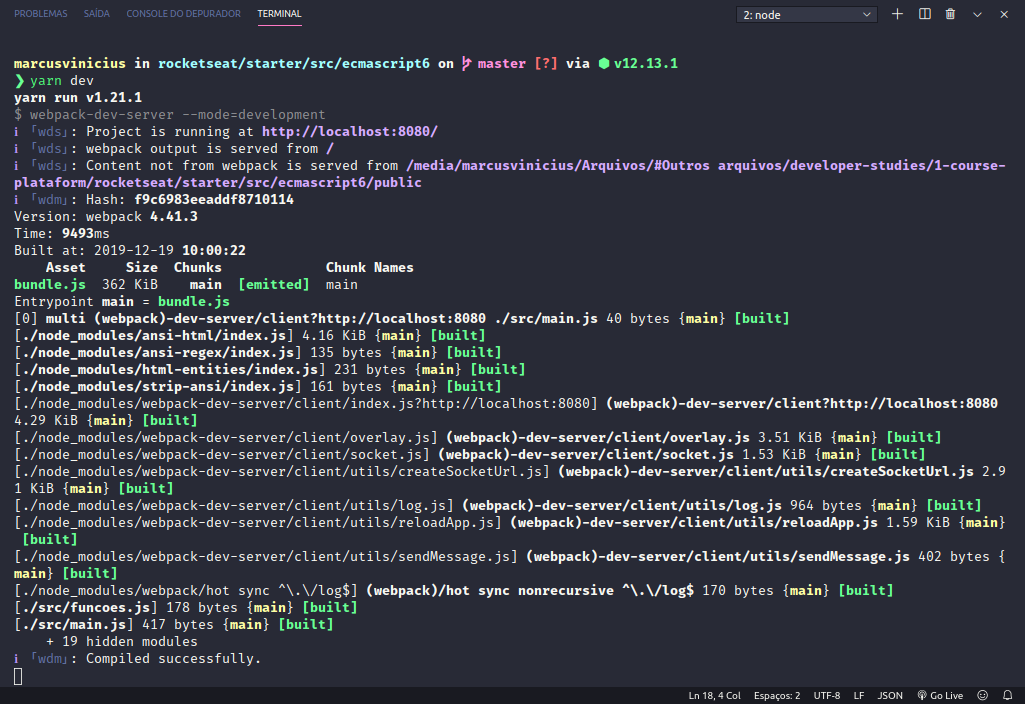 PROBLEMAS SAÍDA CONSOLE DO DEPURADOR TERMINAL 2: node
marcusvinicius in rocketseat/starter/src/ecmascript6 on master [?] via v12.13.1
❯ yarn dev
yarn run v1.21.1
$ webpack-dev-server --mode=development
ℹ ｢wds｣: Project is running at http://localhost:8080/
ℹ ｢wds｣: webpack output is served from /
ℹ ｢wds｣: Content not from webpack is served from /media/marcusvinicius/Arquivos/#Outros arquivos/developer-studies/1-course-
plataform/rocketseat/starter/src/ecmascript6/public
ℹ ｢wdm｣: Hash: f9c6983eeaddf8710114
Version: webpack 4.41.3
Time: 9493ms
Built at: 2019-12-19 10:00:22
Asset Size Chunks Chunk Names
bundle.js 362 KiB main [emitted] main
Entrypoint main = bundle.js
[0] multi (webpack)-dev-server/client?http://localhost:8080 ./src/main.js 40 bytes {main} [built]
[./node_modules/ansi-html/index.js] 4.16 KiB {main} [built]
[./node_modules/ansi-regex/index.js] 135 bytes {main} [built]
[./node_modules/html-entities/index.js] 231 bytes {main} [built]
[./node_modules/strip-ansi/index.js] 161 bytes {main} [built]
[./node_modules/webpack-dev-server/client/index.js?http://localhost:8080] (webpack)-dev-server/client?http://localhost:8080
4.29 KiB {main} [built]
[./node_modules/webpack-dev-server/client/overlay.js] (webpack)-dev-server/client/overlay.js 3.51 KiB {main} [built]
[./node_modules/webpack-dev-server/client/socket.js] (webpack)-dev-server/client/socket.js 1.53 KiB {main} [built]
[./node_modules/webpack-dev-server/client/utils/createSocketUrl.js] (webpack)-dev-server/client/utils/createSocketUrl.js 2.9
1 KiB {main} [built]
[./node_modules/webpack-dev-server/client/utils/log.js] (webpack)-dev-server/client/utils/log.js 964 bytes {main} [built]
[./node_modules/webpack-dev-server/client/utils/reloadApp.js] (webpack)-dev-server/client/utils/reloadApp.js 1.59 KiB {main}
[built]
[./node_modules/webpack-dev-server/client/utils/sendMessage.js] (webpack)-dev-server/client/utils/sendMessage.js 402 bytes {
main} [built]
[./node_modules/webpack/hot sync ^\.\/log$] (webpack)/hot sync nonrecursive ^\.\/log$ 170 bytes {main} [built]
[./src/funcoes.js] 178 bytes {main} [built]
[./src/main.js] 417 bytes {main} [built]
+ 19 hidden modules
ℹ ｢wdm｣: Compiled successfully.
Ln 18, 4 Col Espaços: 2 UTF-8 LF JSON Go Live